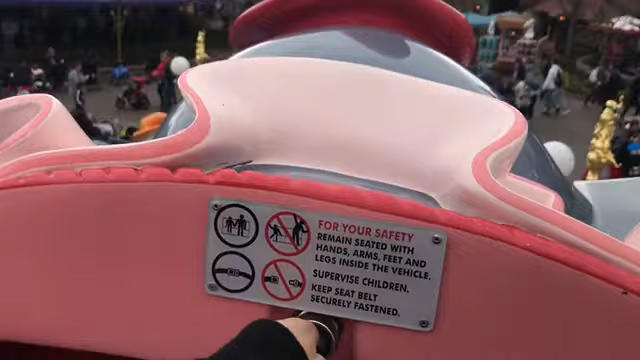 FOR YOUR SAFETY
REMAIN SEATED WITH
HANDS, ARMS, FEET AND
LEGS INSIDE THE VEHICLE.
SUPERVISE CHILDREN.
KEEP SEAT BELT
SECURELY FASTENED.